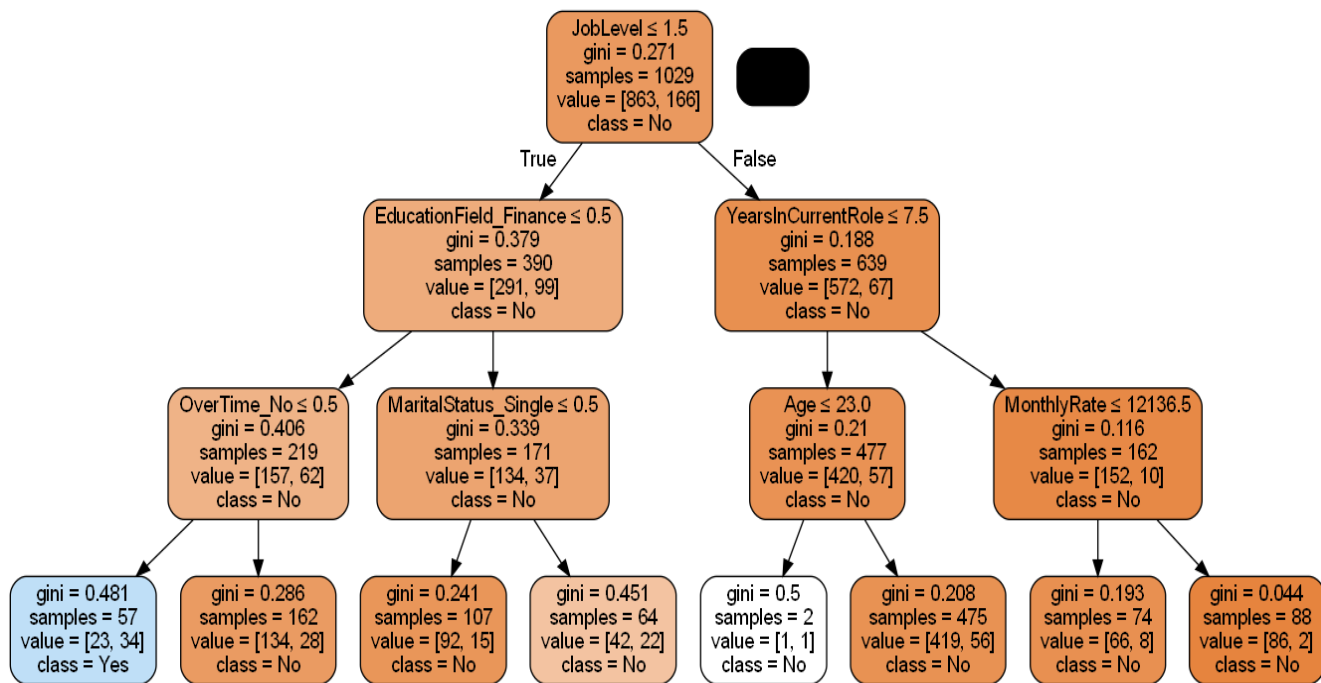 JobLevel ≤ 1.5
gini = 0.271
samples = 1029
value = [863, 166]
class = No
True
False
EducationField_Finance ≤ 0.5
gini = 0.379
samples = 390
value = [291, 99]
class = No
YearsInCurrentRole ≤ 7.5
gini = 0.188
samples = 639
value = [572, 67]
class = No
OverTime_No ≤ 0.5
gini = 0.406
samples = 219
value = [157, 62]
class = No
MaritalStatus_Single ≤ 0.5
gini = 0.339
samples = 171
value = [134, 37]
class = No
Age ≤ 23.0
gini = 0.21
samples = 477
value = [420, 57]
class = No
MonthlyRate ≤ 12136.5
gini = 0.116
samples = 162
value = [152, 10]
class = No
gini = 0.481
samples = 57
value = [23, 34]
class = Yes
gini = 0.286
samples = 162
value = [134, 28]
class = No
gini = 0.241
samples = 107
value = [92, 15]
class = No
gini = 0.451
samples = 64
value = [42, 22]
class = No
gini = 0.5
samples = 2
value = [1, 1]
class = No
gini = 0.208
samples = 475
value = [419, 56]
class = No
gini = 0.193
samples = 74
value = [66, 8]
class = No
gini = 0.044
samples = 88
value = [86, 2]
class = No